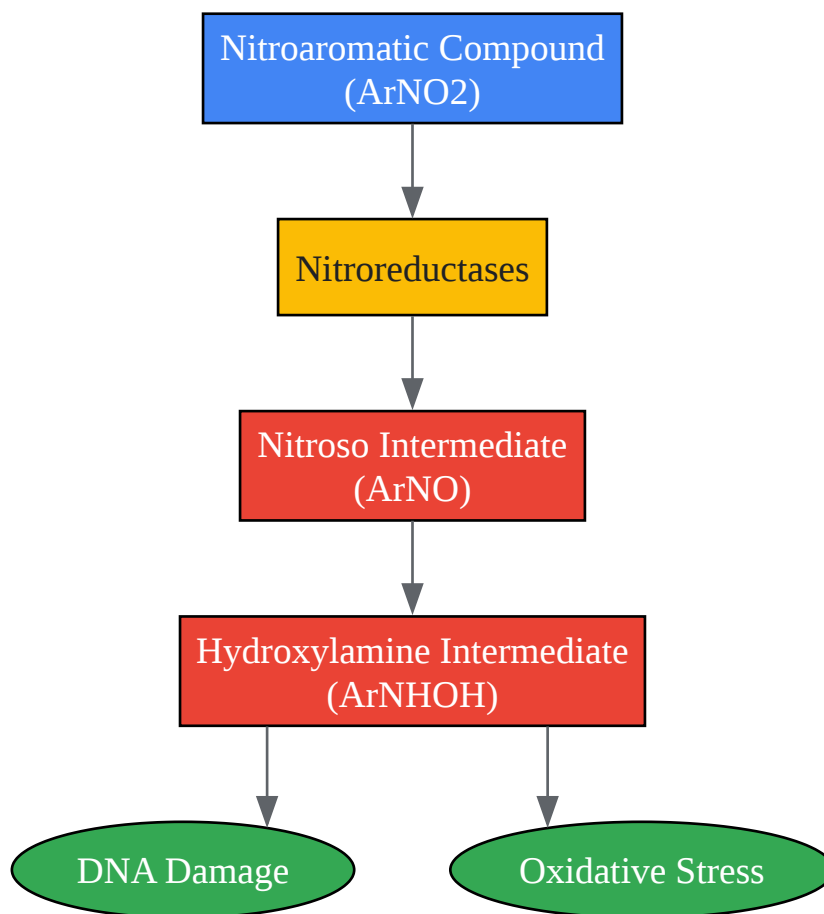 Nitroaromatic Compound
(ArNO2)
Nitroreductases
Nitroso Intermediate
(ArNO)
Hydroxylamine Intermediate
(ArNHOH)
DNA Damage
Oxidative Stress